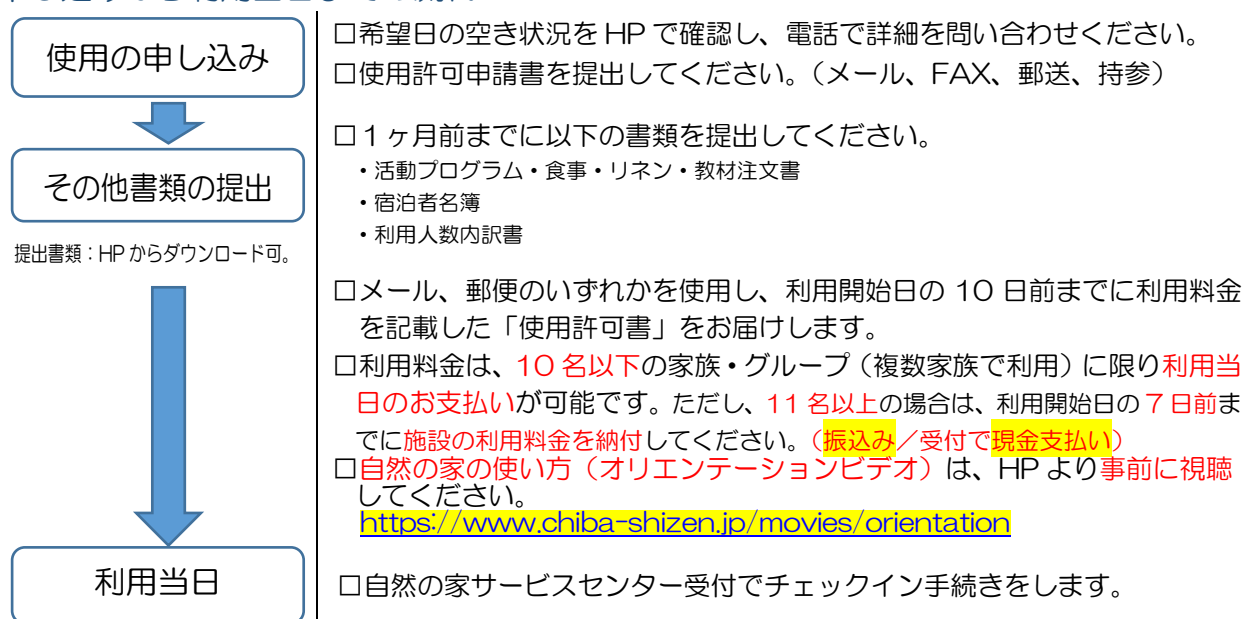 使用の申し込み
□希望日の空き状況をHPで確認し、電話で詳細を問い合わせください。
□使用許可申請書を提出してください。（メール、FAX、郵送、持参）
その他書類の提出
提出書類：HPからダウンロード可。
□１ヶ月前までに以下の書類を提出してください。
・活動プログラム・食事・リネン・教材注文書
・宿泊者名簿
・利用人数内訳書
□メール、郵便のいずれかを使用し、利用開始日の 10 日前までに利用料金
を記載した「使用許可書」をお届けします。
□利用料金は、10 名以下の家族・グループ（複数家族で利用）に限り利用当
日のお支払いが可能です。ただし、11 名以上の場合は、利用開始日の 7 日前ま
でに施設の利用料金を納付してください。（振込み／受付で現金支払い）
□自然の家の使い方（オリエンテーションビデオ）は、HPより事前に視聴
してください。
https://www.chiba-shizen.jp/movies/orientation
利用当日
□自然の家サービスセンター受付でチェックイン手続きをします。